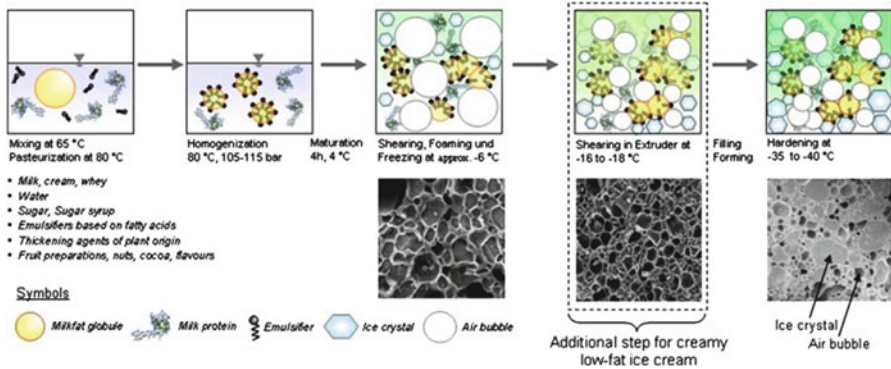 Mixing at 65 °C
Pasteurization at 80 °C
Homogenization
80 °C, 105-115 bar
Maturation
4h, 4 °C
Shearing, Foaming und
Freezing at approx. -6 °C
Shearing in Extruder at
-16 to -18 °C
Filling
Forming
Hardening at
-35 to -40 °C
• Milk, cream, whey
• Water
• Sugar, Sugar syrup
• Emulsifiers based on fatty acids
• Thickening agents of plant origin
• Fruit preparations, nuts, cocoa, flavours
Symbols
Milkfat globule
Milk protein
Emulsifier
Ice crystal
Air bubble
Additional step for creamy
low-fat ice cream
Ice crystal
Air bubble